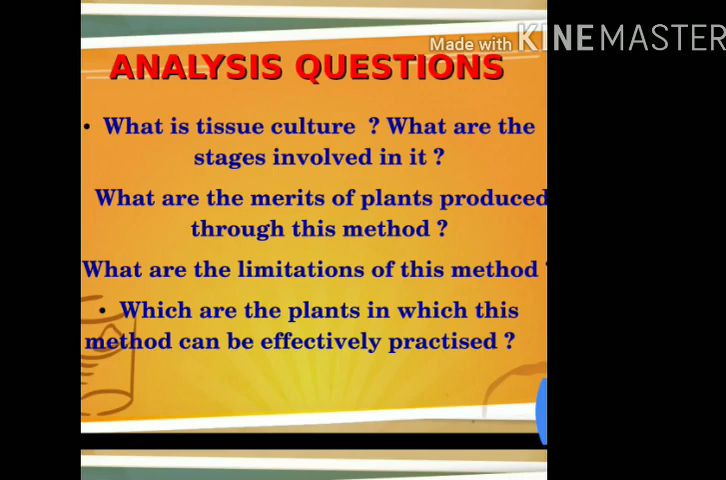 Made with KINEMASTER
ANALYSIS QUESTIONS
• What is tissue culture ? What are the
stages involved in it ?
What are the merits of plants produced
through this method ?
What are the limitations of this method ?
• Which are the plants in which this
method can be effectively practised ?